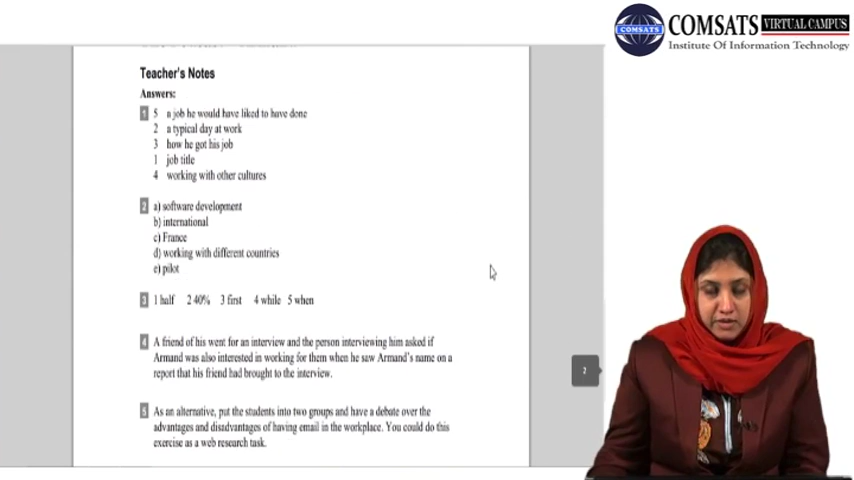 COMSATS VIRTUAL CAMPUS
COMSATS
Institute Of Information Technology
Teacher's Notes
Answers:
1 5 a job he would have liked to have done
2 a typical day at work
3 how he got his job
1 job title
4 working with other cultures
2 a) software development
b) international
c) France
d) working with different countries
e) pilot
3 1 half 2 40% 3 first 4 while 5 when
4 A friend of his went for an interview and the person interviewing him asked if
Armand was also interested in working for them when he saw Armand's name on a
report that his friend had brought to the interview.
2
5 As an alternative, put the students into two groups and have a debate over the
advantages and disadvantages of having email in the workplace. You could do this
exercise as a web research task.